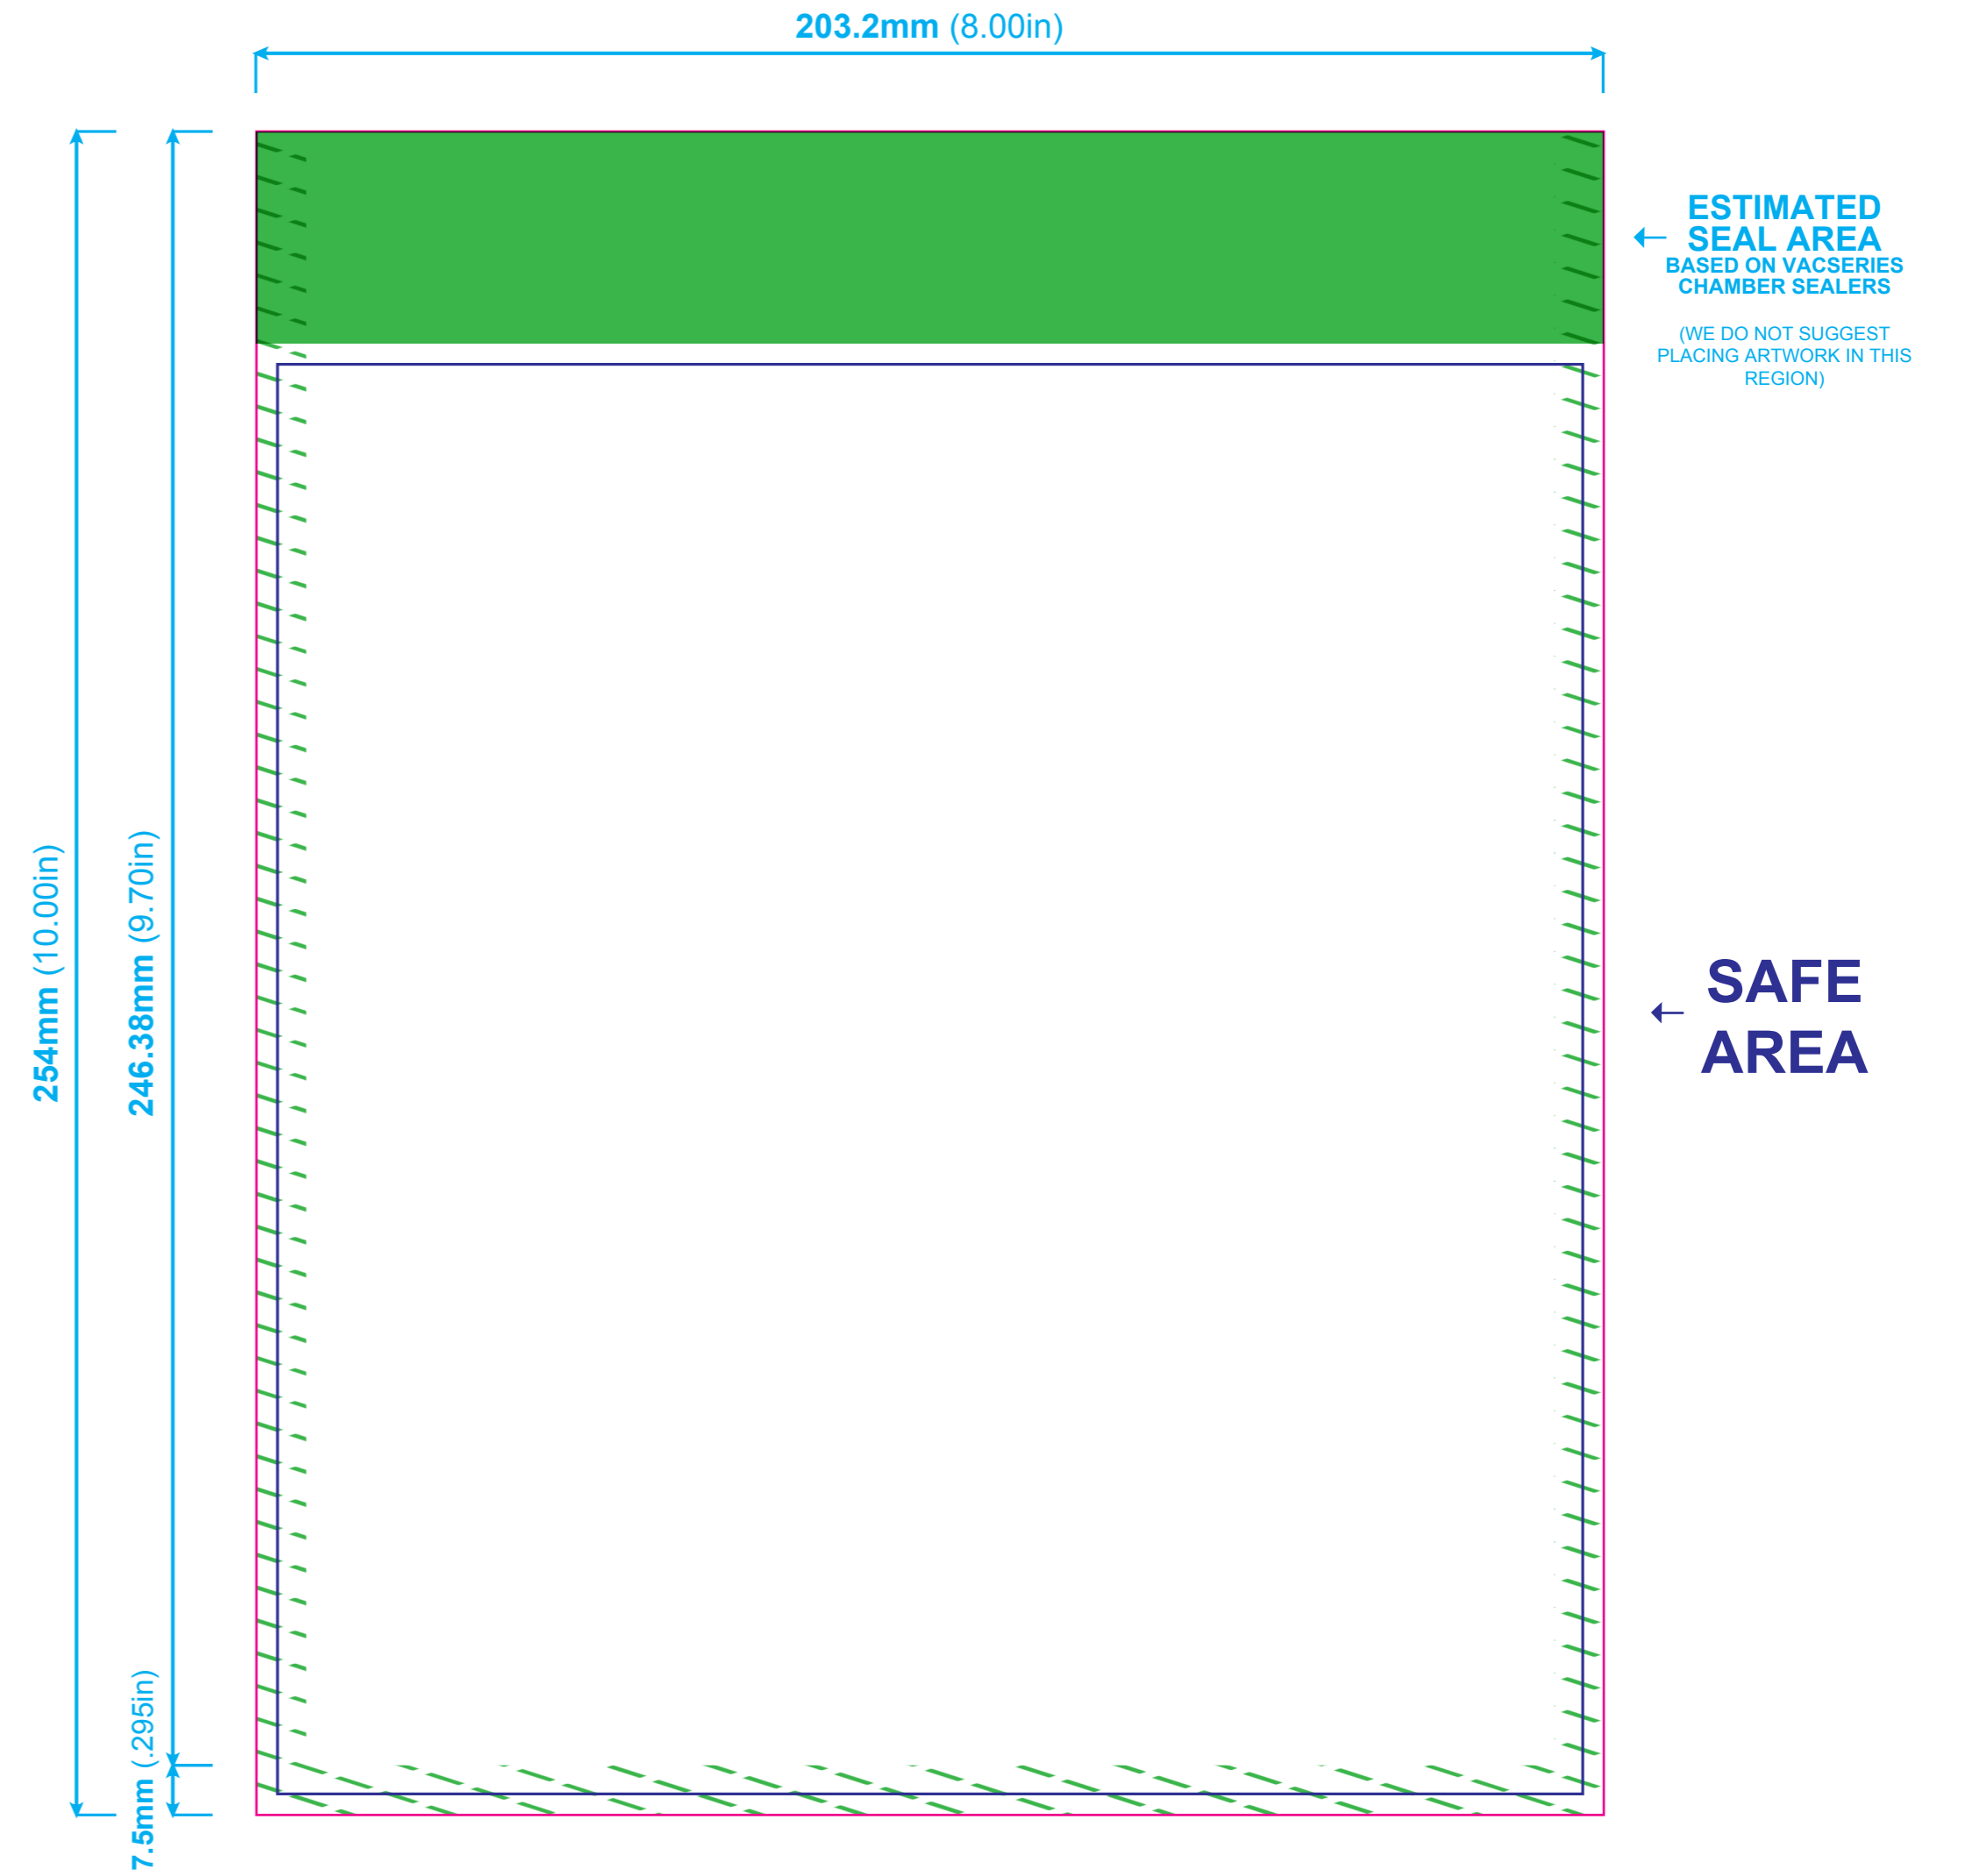 203.2mm (8.00in)
ESTIMATED
SEAL AREA
BASED ON VACSERIES
CHAMBER SEALERS
(WE DO NOT SUGGEST
PLACING ARTWORK IN THIS
REGION)
254mm (10.00in)
246.38mm (9.70in)
SAFE
AREA
7.5mm (.295in)